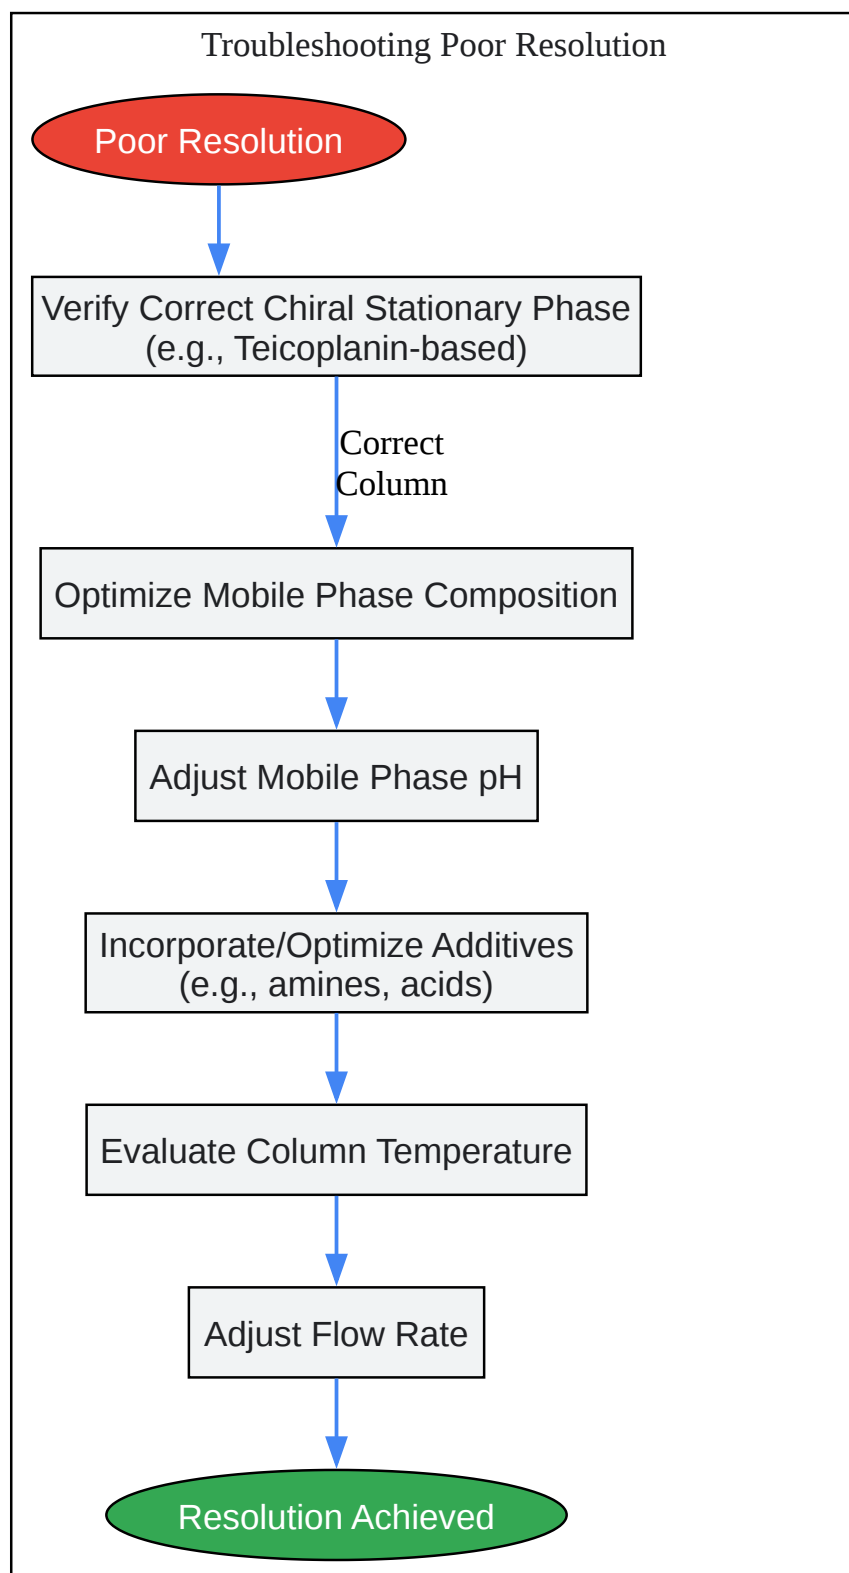 Troubleshooting Poor Resolution
Poor Resolution
Verify Correct Chiral Stationary Phase
(e.g., Teicoplanin-based)
Correct
Column
Optimize Mobile Phase Composition
Adjust Mobile Phase pH
Incorporate/Optimize Additives
(e.g., amines, acids)
Evaluate Column Temperature
Adjust Flow Rate
Resolution Achieved